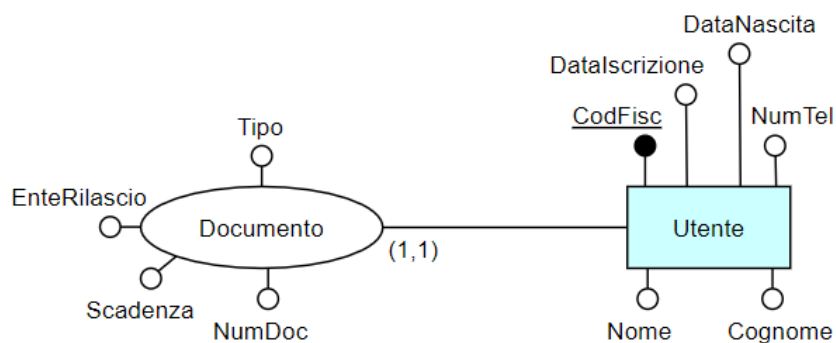 DataNascita
DataIscrizione
CodFisc
NumTel
Tipo
EnteRilascio
Documento
(1,1)
Utente
Scadenza
NumDoc
Nome
Cognome